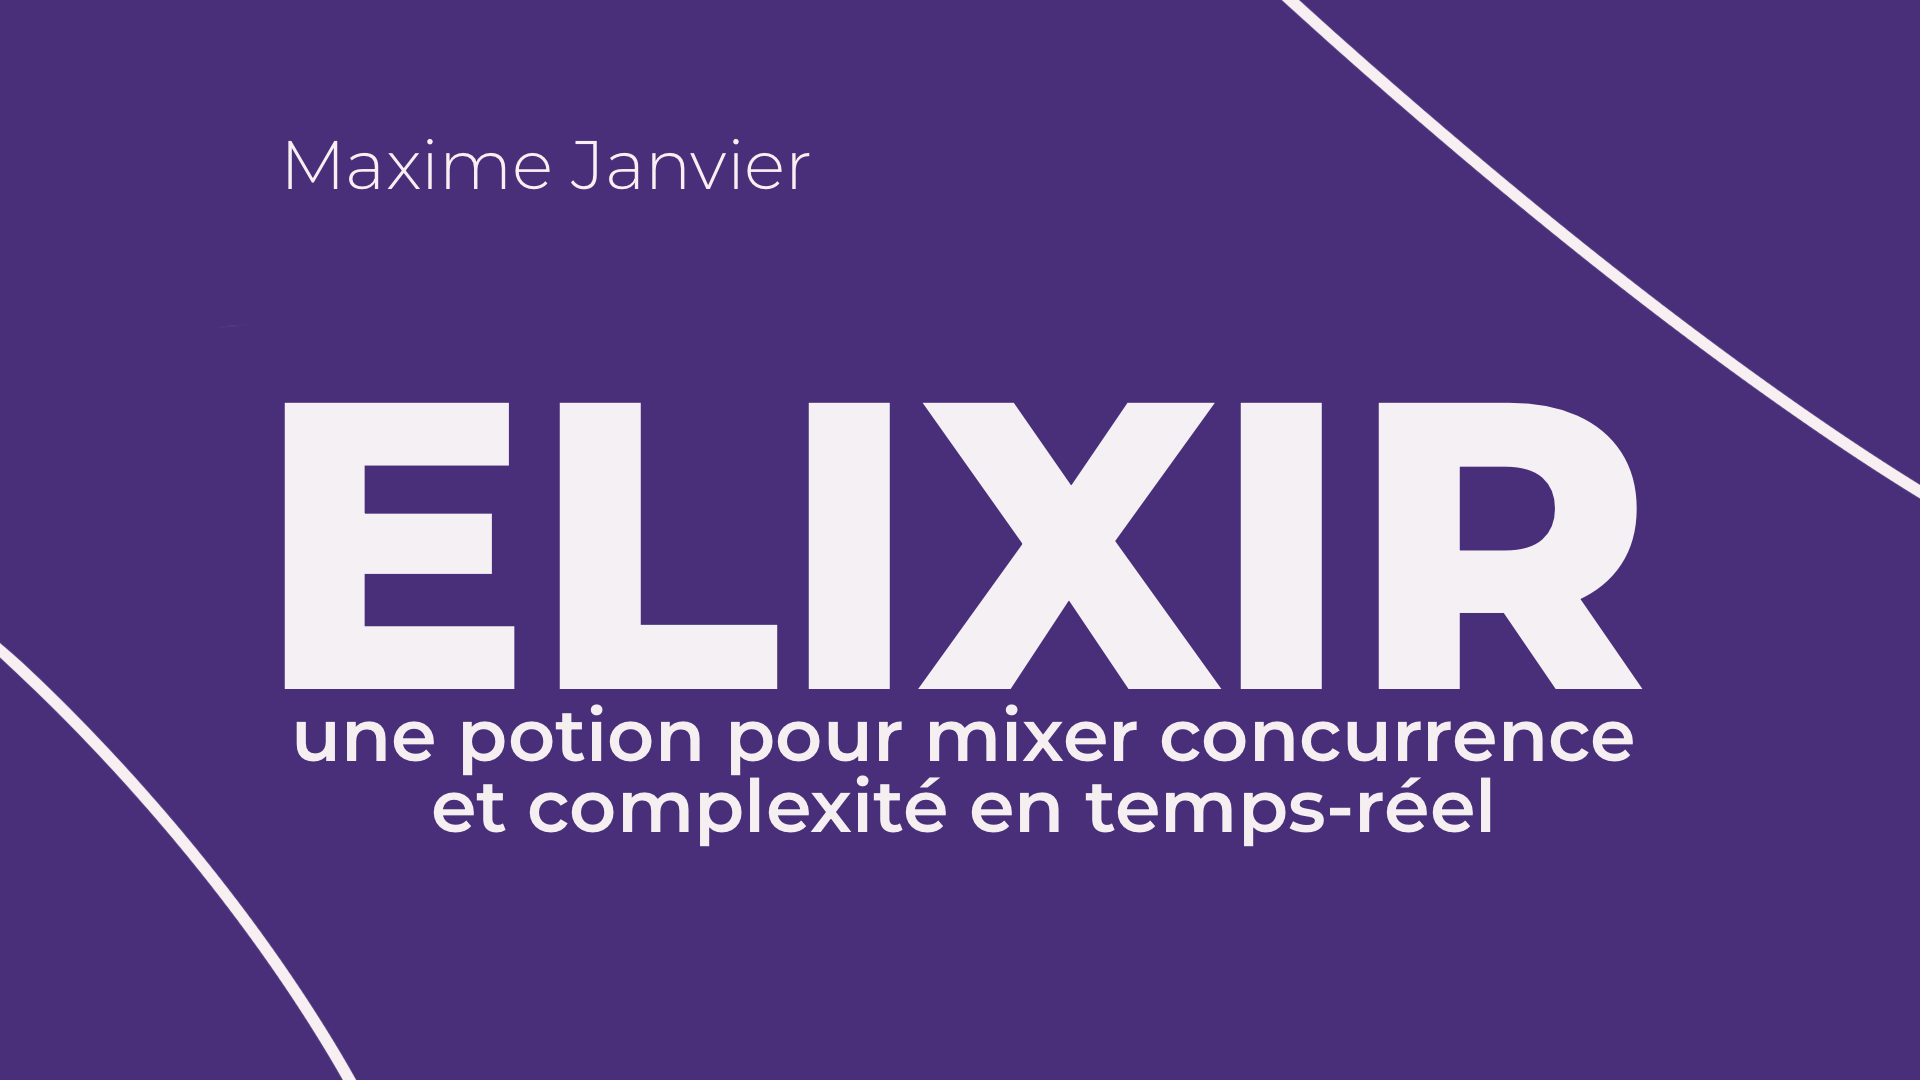 Maxime Janvier
ELIXIR
une potion pour mixer concurrence
et complexité en temps-réel